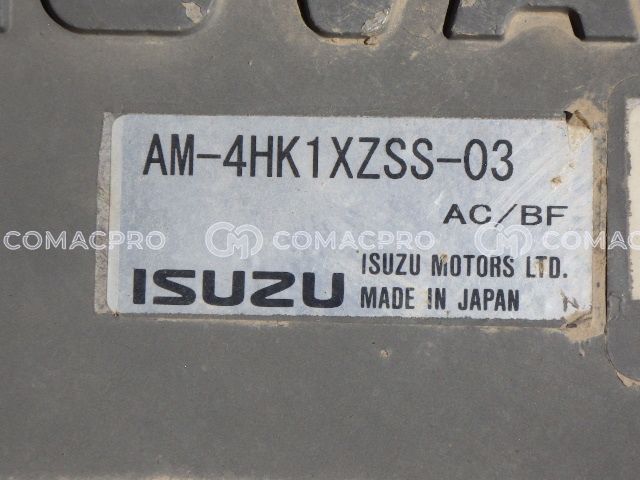 AM-4HK1XZSS-03
AC/BF
COMACPRO COMACPRO COMACPRO
ISUZU
ISUZU MOTORS LTD.
MADE IN JAPAN